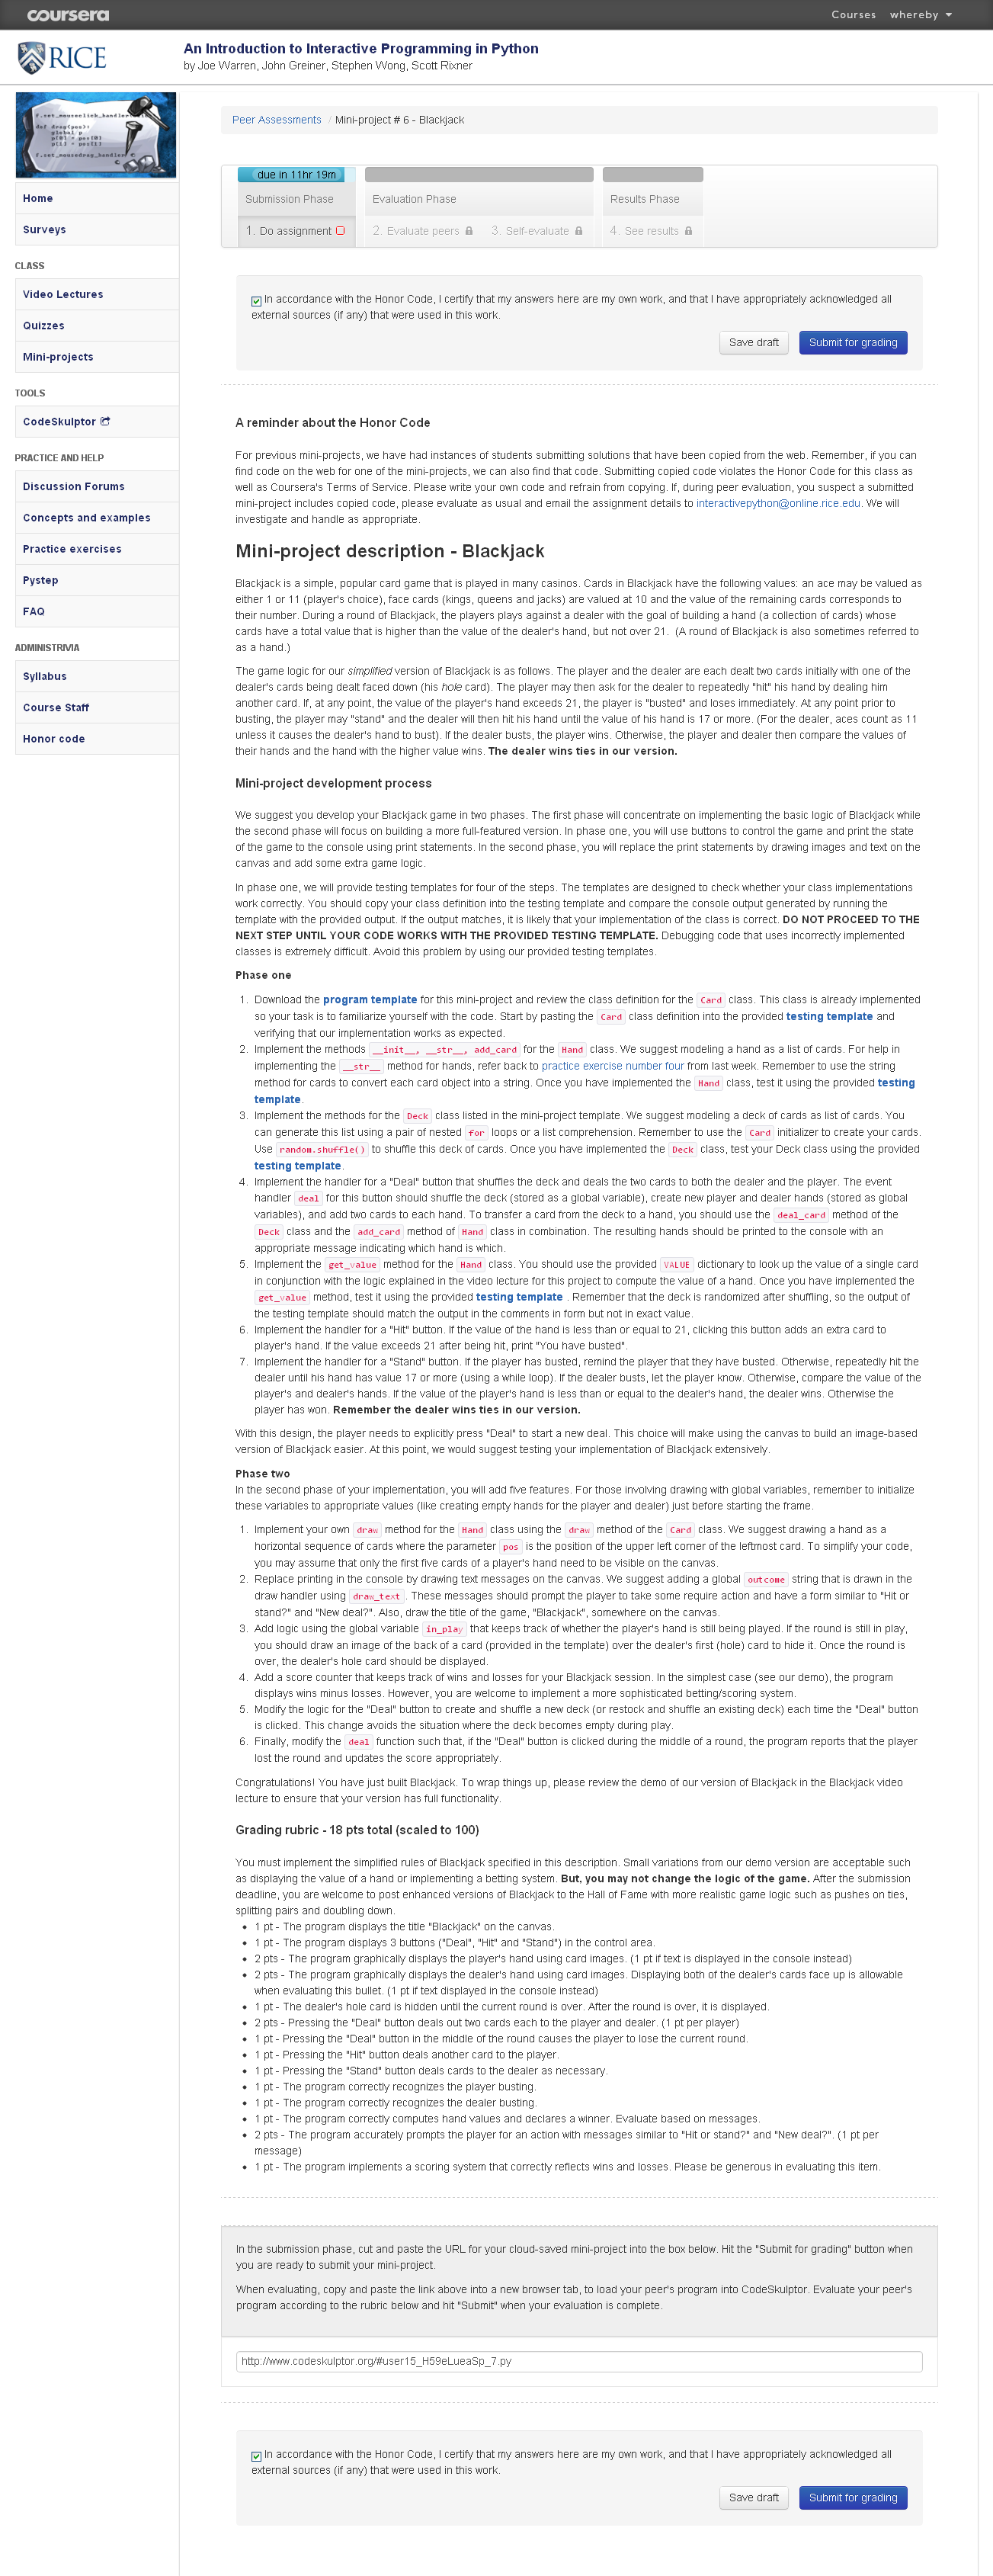 coursera
Courses whereby
RICE
An Introduction to Interactive Programming in Python
by Joe Warren, John Greiner, Stephen Wong, Scott Rixner
Home
Surveys
CLASS
Video Lectures
Quizzes
Mini-projects
TOOLS
CodeSkulptor
PRACTICE AND HELP
Discussion Forums
Concepts and examples
Practice exercises
Pystep
FAQ
ADMINISTRIVIA
Syllabus
Course Staff
Honor code
Peer Assessments / Mini-project # 6 - Blackjack
due in 11hr 19m
Submission Phase
Evaluation Phase
Results Phase
1. Do assignment
2. Evaluate peers
3. Self-evaluate
4. See results
In accordance with the Honor Code, I certify that my answers here are my own work, and that I have appropriately acknowledged all
external sources (if any) that were used in this work.
Save draft
Submit for grading
A reminder about the Honor Code
For previous mini-projects, we have had instances of students submitting solutions that have been copied from the web. Remember, if you can
find code on the web for one of the mini-projects, we can also find that code. Submitting copied code violates the Honor Code for this class as
well as Coursera's Terms of Service. Please write your own code and refrain from copying. If, during peer evaluation, you suspect a submitted
mini-project includes copied code, please evaluate as usual and email the assignment details to interactivepython@online.rice.edu. We will
investigate and handle as appropriate.
Mini-project description - Blackjack
Blackjack is a simple, popular card game that is played in many casinos. Cards in Blackjack have the following values: an ace may be valued as
either 1 or 11 (player's choice), face cards (kings, queens and jacks) are valued at 10 and the value of the remaining cards corresponds to
their number. During a round of Blackjack, the players plays against a dealer with the goal of building a hand (a collection of cards) whose
cards have a total value that is higher than the value of the dealer's hand, but not over 21. (A round of Blackjack is also sometimes referred to
as a hand.)
The game logic for our simplified version of Blackjack is as follows. The player and the dealer are each dealt two cards initially with one of the
dealer's cards being dealt faced down (his hole card). The player may then ask for the dealer to repeatedly "hit" his hand by dealing him
another card. If, at any point, the value of the player's hand exceeds 21, the player is "busted" and loses immediately. At any point prior to
busting, the player may "stand" and the dealer will then hit his hand until the value of his hand is 17 or more. (For the dealer, aces count as 11
unless it causes the dealer's hand to bust). If the dealer busts, the player wins. Otherwise, the player and dealer then compare the values of
their hands and the hand with the higher value wins. The dealer wins ties in our version.
Mini-project development process
We suggest you develop your Blackjack game in two phases. The first phase will concentrate on implementing the basic logic of Blackjack while
the second phase will focus on building a more full-featured version. In phase one, you will use buttons to control the game and print the state
of the game to the console using print statements. In the second phase, you will replace the print statements by drawing images and text on the
canvas and add some extra game logic.
In phase one, we will provide testing templates for four of the steps. The templates are designed to check whether your class implementations
work correctly. You should copy your class definition into the testing template and compare the console output generated by running the
template with the provided output. If the output matches, it is likely that your implementation of the class is correct. DO NOT PROCEED TO THE
NEXT STEP UNTIL YOUR CODE WORKS WITH THE PROVIDED TESTING TEMPLATE. Debugging code that uses incorrectly implemented
classes is extremely difficult. Avoid this problem by using our provided testing templates.
Phase one
1. Download the program template for this mini-project and review the class definition for the Card class. This class is already implemented
so your task is to familiarize yourself with the code. Start by pasting the Card class definition into the provided testing template and
verifying that our implementation works as expected.
2. Implement the methods __init__, __str__, add_card for the Hand class. We suggest modeling a hand as a list of cards. For help in
implementing the __str__ method for hands, refer back to practice exercise number four from last week. Remember to use the string
method for cards to convert each card object into a string. Once you have implemented the Hand class, test it using the provided testing
template.
3. Implement the methods for the Deck class listed in the mini-project template. We suggest modeling a deck of cards as list of cards. You
can generate this list using a pair of nested for loops or a list comprehension. Remember to use the Card initializer to create your cards.
Use random.shuffle() to shuffle this deck of cards. Once you have implemented the Deck class, test your Deck class using the provided
testing template.
4. Implement the handler for a "Deal" button that shuffles the deck and deals the two cards to both the dealer and the player. The event
handler deal for this button should shuffle the deck (stored as a global variable), create new player and dealer hands (stored as global
variables), and add two cards to each hand. To transfer a card from the deck to a hand, you should use the deal_card method of the
Deck class and the add_card method of Hand class in combination. The resulting hands should be printed to the console with an
appropriate message indicating which hand is which.
5. Implement the get_value method for the Hand class. You should use the provided VALUE dictionary to look up the value of a single card
in conjunction with the logic explained in the video lecture for this project to compute the value of a hand. Once you have implemented the
get_value method, test it using the provided testing template . Remember that the deck is randomized after shuffling, so the output of
the testing template should match the output in the comments in form but not in exact value.
6. Implement the handler for a "Hit" button. If the value of the hand is less than or equal to 21, clicking this button adds an extra card to
player's hand. If the value exceeds 21 after being hit, print "You have busted".
7. Implement the handler for a "Stand" button. If the player has busted, remind the player that they have busted. Otherwise, repeatedly hit the
dealer until his hand has value 17 or more (using a while loop). If the dealer busts, let the player know. Otherwise, compare the value of the
player's and dealer's hands. If the value of the player's hand is less than or equal to the dealer's hand, the dealer wins. Otherwise the
player has won. Remember the dealer wins ties in our version.
With this design, the player needs to explicitly press "Deal" to start a new deal. This choice will make using the canvas to build an image-based
version of Blackjack easier. At this point, we would suggest testing your implementation of Blackjack extensively.
Phase two
In the second phase of your implementation, you will add five features. For those involving drawing with global variables, remember to initialize
these variables to appropriate values (like creating empty hands for the player and dealer) just before starting the frame.
1. Implement your own draw method for the Hand class using the draw method of the Card class. We suggest drawing a hand as a
horizontal sequence of cards where the parameter pos is the position of the upper left corner of the leftmost card. To simplify your code,
you may assume that only the first five cards of a player's hand need to be visible on the canvas.
2. Replace printing in the console by drawing text messages on the canvas. We suggest adding a global outcome string that is drawn in the
draw handler using draw_text. These messages should prompt the player to take some require action and have a form similar to "Hit or
stand?" and "New deal?". Also, draw the title of the game, "Blackjack", somewhere on the canvas.
3. Add logic using the global variable in_play that keeps track of whether the player's hand is still being played. If the round is still in play,
you should draw an image of the back of a card (provided in the template) over the dealer's first (hole) card to hide it. Once the round is
over, the dealer's hole card should be displayed.
4. Add a score counter that keeps track of wins and losses for your Blackjack session. In the simplest case (see our demo), the program
displays wins minus losses. However, you are welcome to implement a more sophisticated betting/scoring system.
5. Modify the logic for the "Deal" button to create and shuffle a new deck (or restock and shuffle an existing deck) each time the "Deal" button
is clicked. This change avoids the situation where the deck becomes empty during play.
6. Finally, modify the deal function such that, if the "Deal" button is clicked during the middle of a round, the program reports that the player
lost the round and updates the score appropriately.
Congratulations! You have just built Blackjack. To wrap things up, please review the demo of our version of Blackjack in the Blackjack video
lecture to ensure that your version has full functionality.
Grading rubric - 18 pts total (scaled to 100)
You must implement the simplified rules of Blackjack specified in this description. Small variations from our demo version are acceptable such
as displaying the value of a hand or implementing a betting system. But, you may not change the logic of the game. After the submission
deadline, you are welcome to post enhanced versions of Blackjack to the Hall of Fame with more realistic game logic such as pushes on ties,
splitting pairs and doubling down.
• 1 pt - The program displays the title "Blackjack" on the canvas.
• 1 pt - The program displays 3 buttons ("Deal", "Hit" and "Stand") in the control area.
• 2 pts - The program graphically displays the player's hand using card images. (1 pt if text is displayed in the console instead)
• 2 pts - The program graphically displays the dealer's hand using card images. Displaying both of the dealer's cards face up is allowable
when evaluating this bullet. (1 pt if text displayed in the console instead)
• 1 pt - The dealer's hole card is hidden until the current round is over. After the round is over, it is displayed.
• 2 pts - Pressing the "Deal" button deals out two cards each to the player and dealer. (1 pt per player)
• 1 pt - Pressing the "Deal" button in the middle of the round causes the player to lose the current round.
• 1 pt - Pressing the "Hit" button deals another card to the player.
• 1 pt - Pressing the "Stand" button deals cards to the dealer as necessary.
• 1 pt - The program correctly recognizes the player busting.
• 1 pt - The program correctly recognizes the dealer busting.
• 1 pt - The program correctly computes hand values and declares a winner. Evaluate based on messages.
• 2 pts - The program accurately prompts the player for an action with messages similar to "Hit or stand?" and "New deal?". (1 pt per
message)
• 1 pt - The program implements a scoring system that correctly reflects wins and losses. Please be generous in evaluating this item.
In the submission phase, cut and paste the URL for your cloud-saved mini-project into the box below. Hit the "Submit for grading" button when
you are ready to submit your mini-project.
When evaluating, copy and paste the link above into a new browser tab, to load your peer's program into CodeSkulptor. Evaluate your peer's
program according to the rubric below and hit "Submit" when your evaluation is complete.
http://www.codeskulptor.org/#user15_H59eLueaSp_7.py
In accordance with the Honor Code, I certify that my answers here are my own work, and that I have appropriately acknowledged all
external sources (if any) that were used in this work.
Save draft
Submit for grading